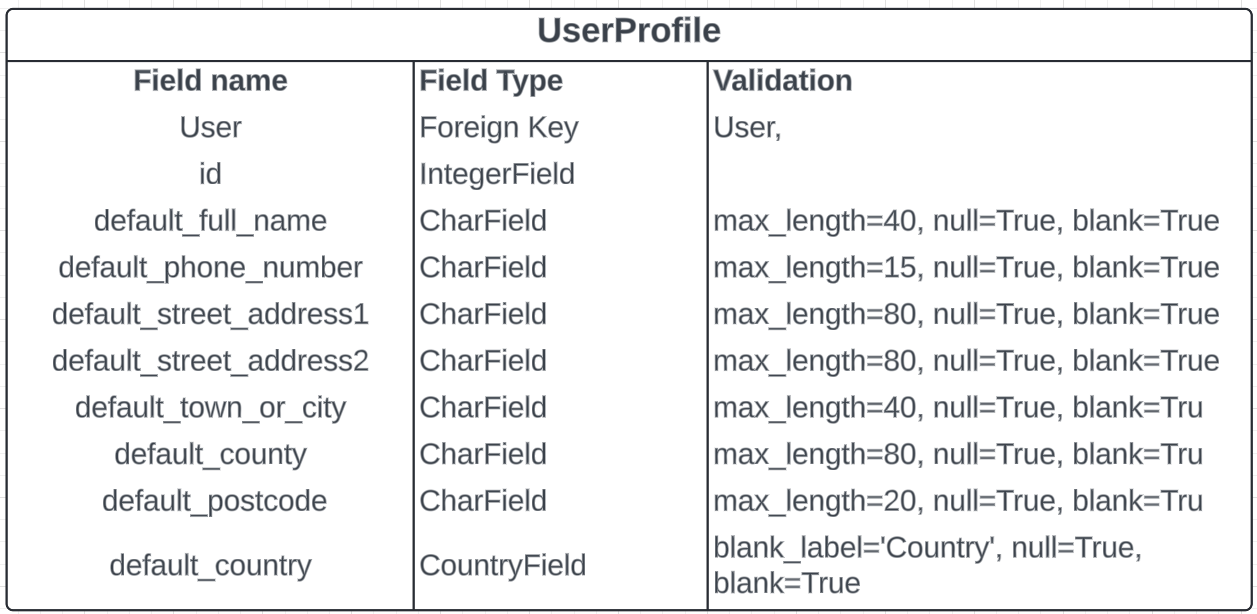 UserProfile
Field name Field Type Validation
User Foreign Key User,
id IntegerField
default_full_name CharField max_length=40, null=True, blank=True
default_phone_number CharField max_length=15, null=True, blank=True
default_street_address1 CharField max_length=80, null=True, blank=True
default_street_address2 CharField max_length=80, null=True, blank=True
default_town_or_city CharField max_length=40, null=True, blank=Tru
default_county CharField max_length=80, null=True, blank=Tru
default_postcode CharField max_length=20, null=True, blank=Tru
default_country CountryField blank_label='Country', null=True,
blank=True